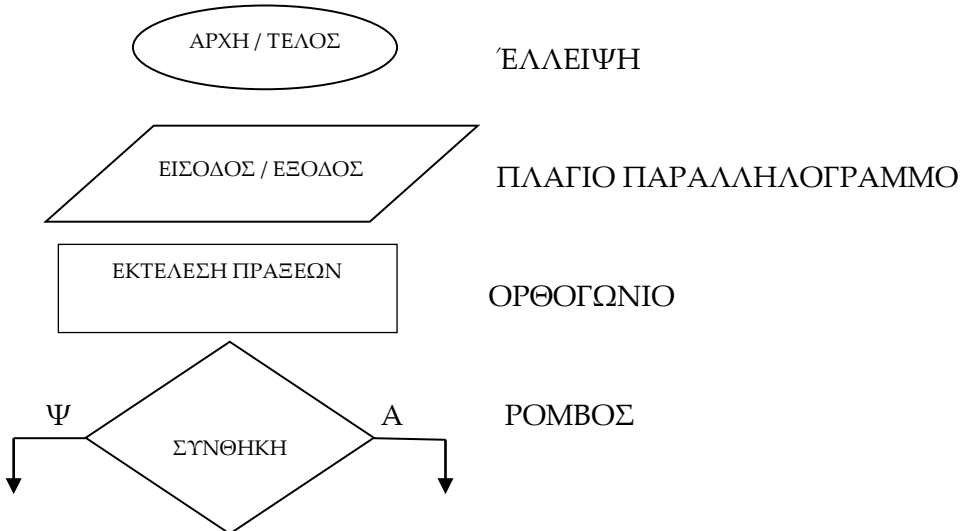 ΑΡΧΗ / ΤΕΛΟΣ
ΈΛΛΕΙΨΗ
ΕΙΣΟΔΟΣ / ΕΞΟΔΟΣ
ΠΛΑΓΙΟ ΠΑΡΑΛΛΗΛΟΓΡΑΜΜΟ
ΕΚΤΕΛΕΣΗ ΠΡΑΞΕΩΝ
ΟΡΘΟΓΩΝΙΟ
Ψ
Α
ΡΟΜΒΟΣ
ΣΥΝΘΗΚΗ